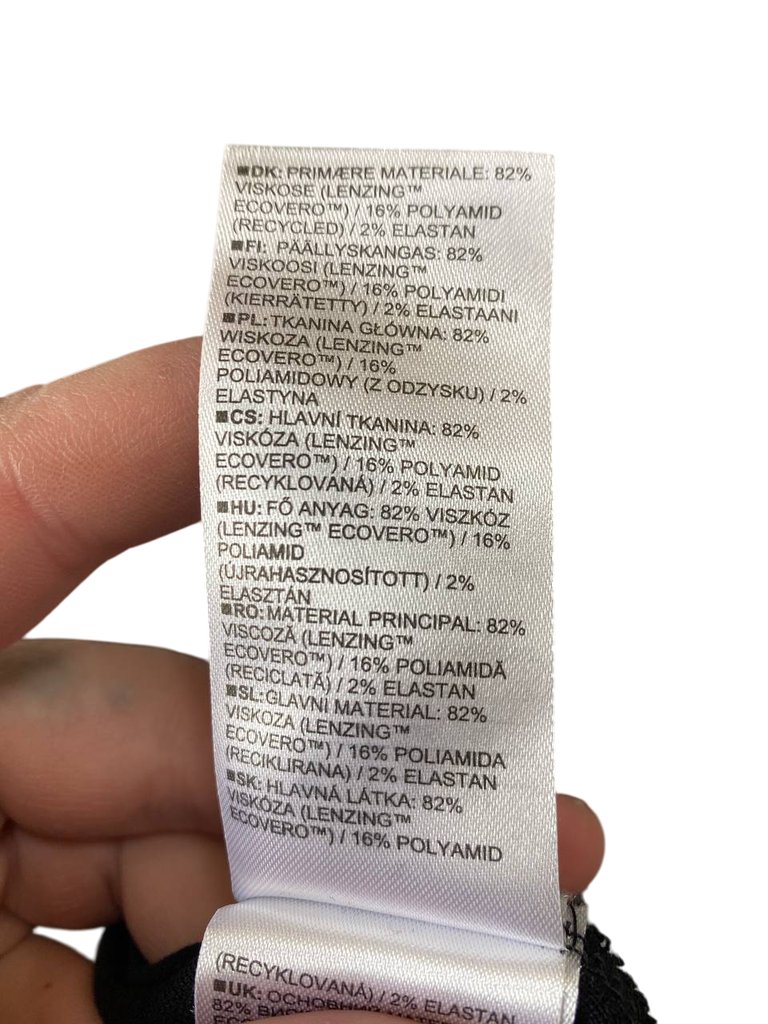 ■DK: PRIMÆRE MATERIALE: 82%
VISKOSE (LENZING™
ECOVERO™) / 16% POLYAMID
(RECYCLED) / 2% ELASTAN
■FI: PÄÄLLYSKANGAS: 82%
VISKOOSI (LENZING™
ECOVERO™) / 16% POLYAMIDI
(KIERRÄTETTY) / 2% ELASTAANI
■PL: TKANINA GŁÓWNA: 82%
WISKOZA (LENZING™
ECOVERO™) / 16%
POLIAMIDOWY (Z ODZYSKU) / 2%
ELASTYNA
■CS: HLAVNÍ TKANINA: 82%
VISKÓZA (LENZING™
ECOVERO™) / 16% POLYAMID
(RECYKLOVANÁ) / 2% ELASTAN
■HU: FŐ ANYAG: 82% VISZKÓZ
(LENZING™ ECOVERO™) / 16%
POLIAMID
(ÚJRAHASZNOSÍTOTT) / 2%
ELASZTÁN
■RO: MATERIAL PRINCIPAL: 82%
VISCOZĂ (LENZING™
ECOVERO™) / 16% POLIAMIDĂ
(RECICLATĂ) / 2% ELASTAN
■SL: GLAVNI MATERIAL: 82%
VISKOZA (LENZING™
ECOVERO™) / 16% POLIAMIDA
(RECIKLIRANA) / 2% ELASTAN
■SK: HLAVNÁ LÁTKA: 82%
VISKÓZA (LENZING™
ECOVERO™) / 16% POLYAMID
(RECYKLOVANÁ) / 2% ELASTAN
■UK: ОСНОВНИЙ МАТЕРІАЛ:
82%